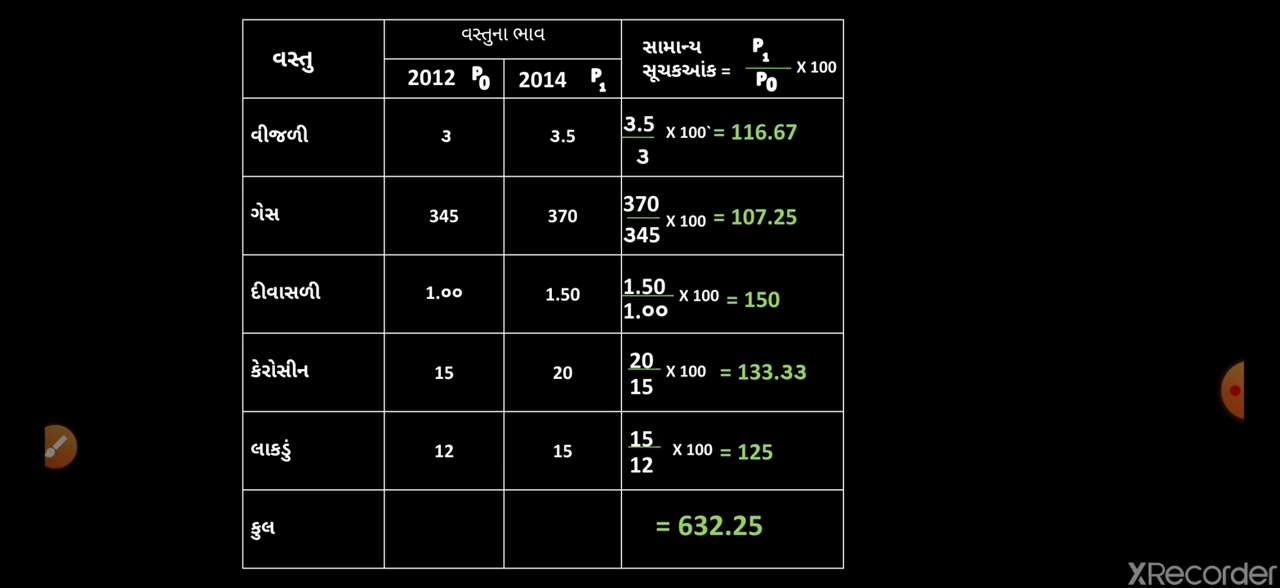 વસ્તુ
વસ્તુના ભાવ
2012 P0
2014 P1
સામાન્ય
સૂચકઆંક = P1 / P0 X 100
વીજળી 3 3.5 3.5 / 3 X 100` = 116.67
ગેસ 345 370 370 / 345 X 100 = 107.25
દીવાસળી 1.૦૦ 1.50 1.50 / 1.૦૦ X 100 = 150
કેરોસીન 15 20 20 / 15 X 100 = 133.33
લાકડું 12 15 15 / 12 X 100 = 125
કુલ = 632.25
XRecorder